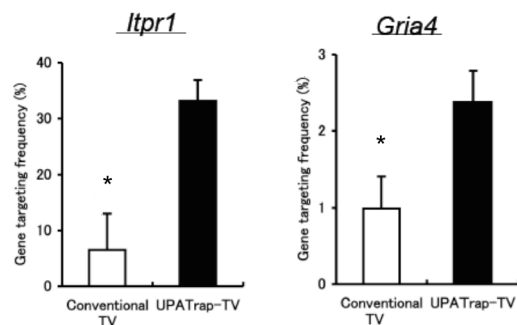 Itpr1
Gene targeting frequency (%)
40
30
20
10
0
*
Conventional TV
UPATrap-TV
Gria4
Gene targeting frequency (%)
3
2
1
0
*
Conventional TV
UPATrap-TV